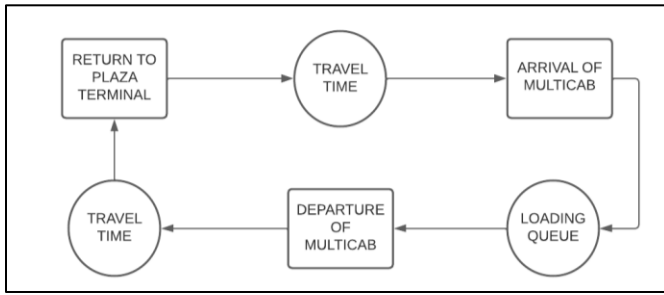 RETURN TO
PLAZA
TERMINAL
TRAVEL
TIME
ARRIVAL OF
MULTICAB
TRAVEL
TIME
DEPARTURE
OF
MULTICAB
LOADING
QUEUE